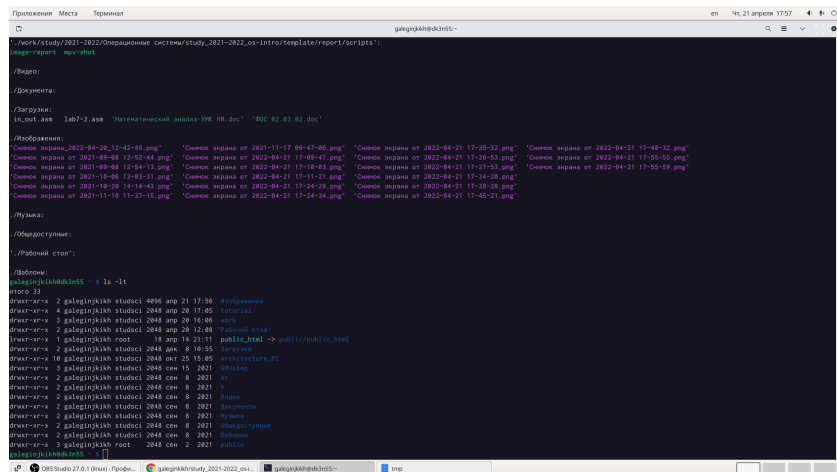 Приложения Места Терминал en Чт, 21 апреля 17:57
galeginjkikh@dk3n55:~
'./work/study/2021-2022/Операционные системы/study_2021-2022_os-intro/template/report/scripts':
image-report mpv-shot
./Видео:
./Документы:
./Загрузки:
in_out.asm lab7-2.asm 'Математический анализ-УМК НИ.doc' 'ФОС 02.03.02.doc'
./Изображения:
'Снимок экрана_2022-04-20_12-42-49.png' 'Снимок экрана от 2021-11-17 09-47-06.png' 'Снимок экрана от 2022-04-21 17-25-32.png' 'Снимок экрана от 2022-04-21 17-48-32.png'
'Снимок экрана от 2021-09-08 12-52-44.png' 'Снимок экрана от 2022-04-21 17-09-47.png' 'Снимок экрана от 2022-04-21 17-26-53.png' 'Снимок экрана от 2022-04-21 17-55-55.png'
'Снимок экрана от 2021-09-08 12-54-13.png' 'Снимок экрана от 2022-04-21 17-10-03.png' 'Снимок экрана от 2022-04-21 17-27-53.png' 'Снимок экрана от 2022-04-21 17-55-59.png'
'Снимок экрана от 2021-10-06 13-03-31.png' 'Снимок экрана от 2022-04-21 17-11-21.png' 'Снимок экрана от 2022-04-21 17-34-20.png'
'Снимок экрана от 2021-10-20 14-14-43.png' 'Снимок экрана от 2022-04-21 17-24-29.png' 'Снимок экрана от 2022-04-21 17-38-28.png'
'Снимок экрана от 2021-11-10 11-37-15.png' 'Снимок экрана от 2022-04-21 17-24-34.png' 'Снимок экрана от 2022-04-21 17-45-21.png'
./Музыка:
./Общедоступные:
'./Рабочий стол':
./Шаблоны:
galeginjkikh@dk3n55 ~ $ ls -lt
итого 33
drwxr-xr-x 2 galeginjkikh studsci 4096 апр 21 17:56 Изображения
drwxr-xr-x 4 galeginjkikh studsci 2048 апр 20 17:05 tutorial
drwxr-xr-x 3 galeginjkikh studsci 2048 апр 20 16:06 work
drwxr-xr-x 2 galeginjkikh studsci 2048 апр 20 12:08 'Рабочий стол'
lrwxr-xr-x 1 galeginjkikh root 18 апр 14 21:11 public_html -> public/public_html
drwxr-xr-x 2 galeginjkikh studsci 2048 дек 8 10:55 Загрузки
drwxr-xr-x 10 galeginjkikh studsci 2048 окт 25 15:05 Architecture_PC
drwxr-xr-x 3 galeginjkikh studsci 2048 сен 15 2021 GNUstep
drwxr-xr-x 2 galeginjkikh studsci 2048 сен 8 2021
drwxr-xr-x 2 galeginjkikh studsci 2048 сен 8 2021
drwxr-xr-x 2 galeginjkikh studsci 2048 сен 8 2021 Видео
drwxr-xr-x 2 galeginjkikh studsci 2048 сен 8 2021 Документы
drwxr-xr-x 2 galeginjkikh studsci 2048 сен 8 2021 Музыка
drwxr-xr-x 2 galeginjkikh studsci 2048 сен 8 2021 Общедоступные
drwxr-xr-x 2 galeginjkikh studsci 2048 сен 8 2021 Шаблоны
drwxr-xr-x 3 galeginjkikh root 2048 сен 2 2021 public
galeginjkikh@dk3n55 ~ $
OBS Studio 27.0.1 (linux) - Профи... galeginkikh/study_2021-2022_os-i... galeginjkikh@dk3n55:~ tmp